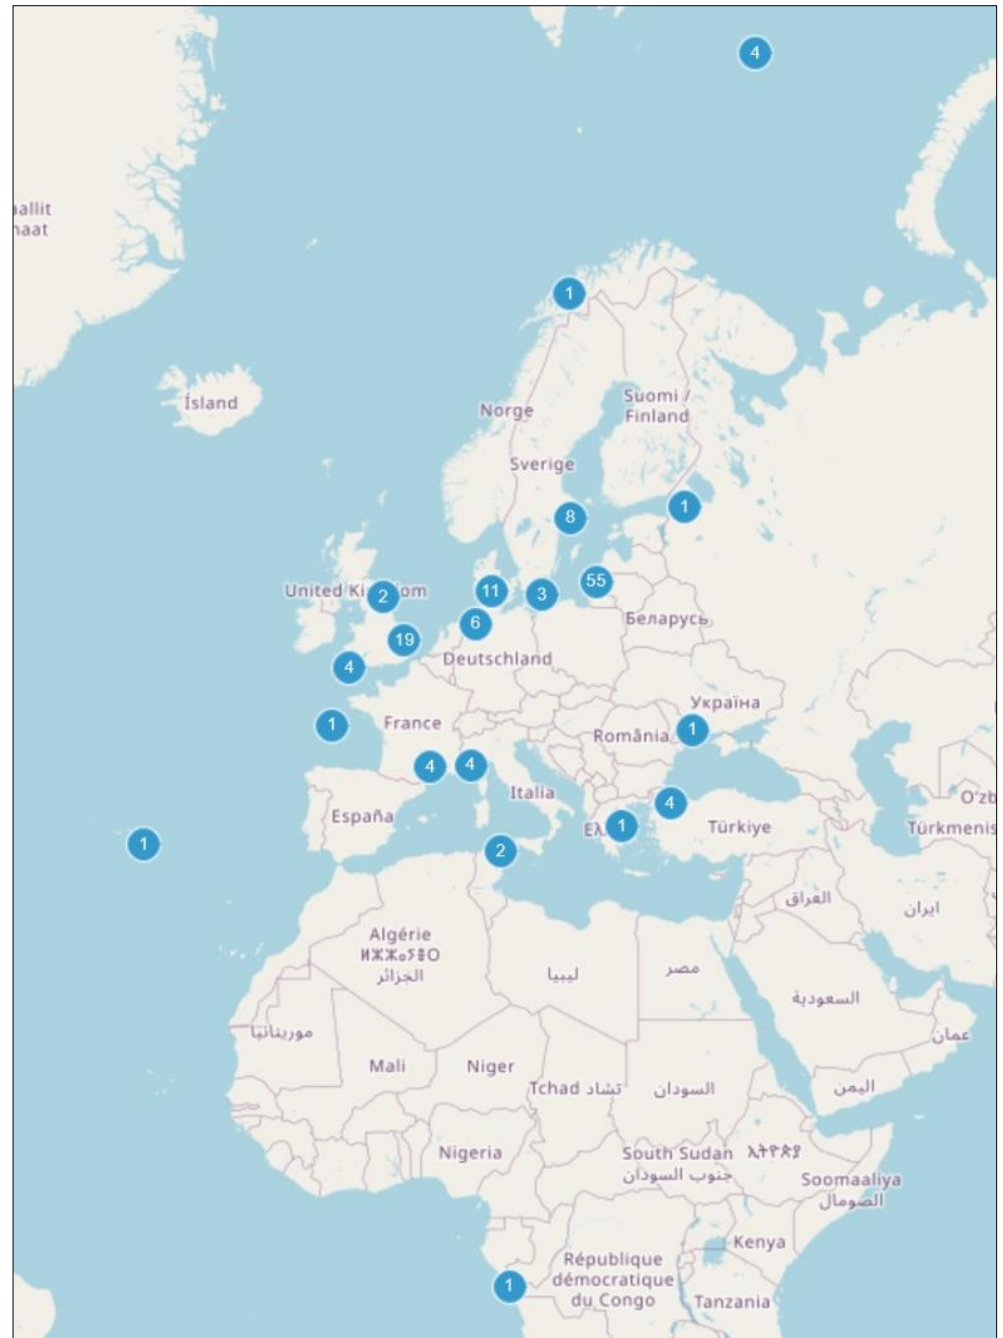 4
aallit
naat
1
Ísland
Norge
Suomi /
Finland
Sverige
8
1
United Kingdom
2
11
3
55
6
19
Беларусь
4
Deutschland
Україна
1
France
1
România
4
4
Italia
España
4
1
Türkiye
O'zb
Türkmenis
1
2
العراق
ایران
Algérie
ⵍⵣⵣⴰⵢⴻⵔ
الجزائر
ليبيا
مصر
السعودية
عمان
موريتانيا
Mali
Niger
Tchad تشاد
السودان
اليمن
Nigeria
South Sudan
جنوب السودان
ኢትዮጵያ
Soomaaliya
الصومال
Kenya
République
démocratique
du Congo
1
Tanzania